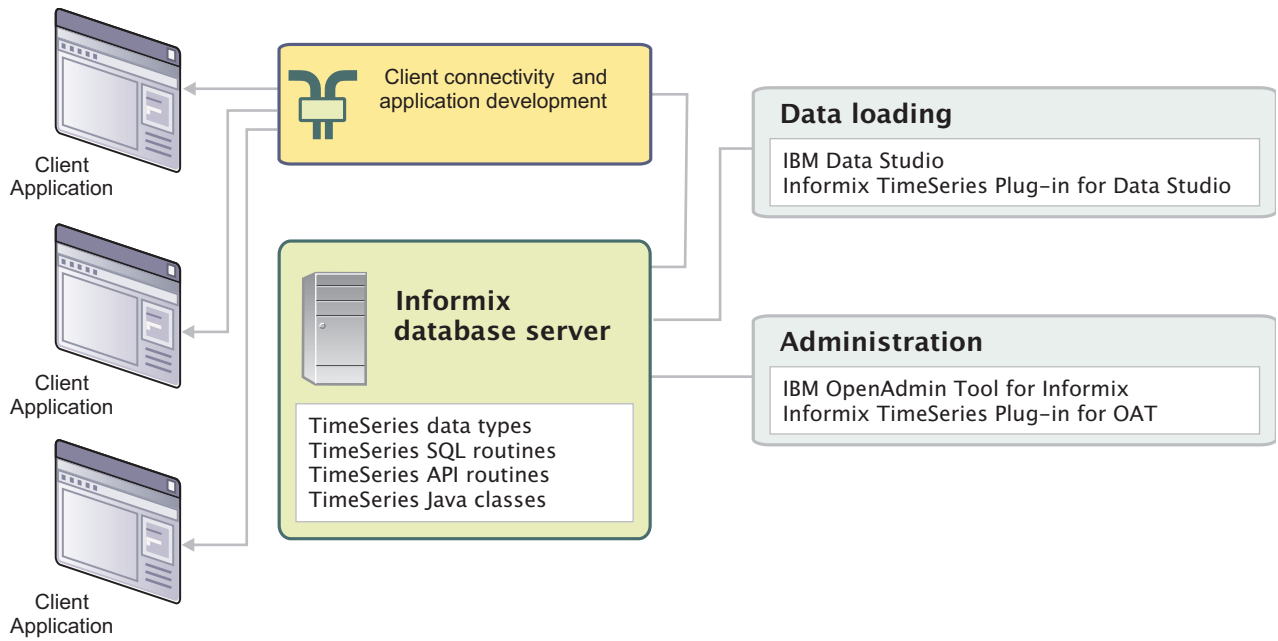 Client
Application
Client
Application
Client
Application
Client connectivity and
application development
Informix
database server
TimeSeries data types
TimeSeries SQL routines
TimeSeries API routines
TimeSeries Java classes
Data loading
IBM Data Studio
Informix TimeSeries Plug-in for Data Studio
Administration
IBM OpenAdmin Tool for Informix
Informix TimeSeries Plug-in for OAT